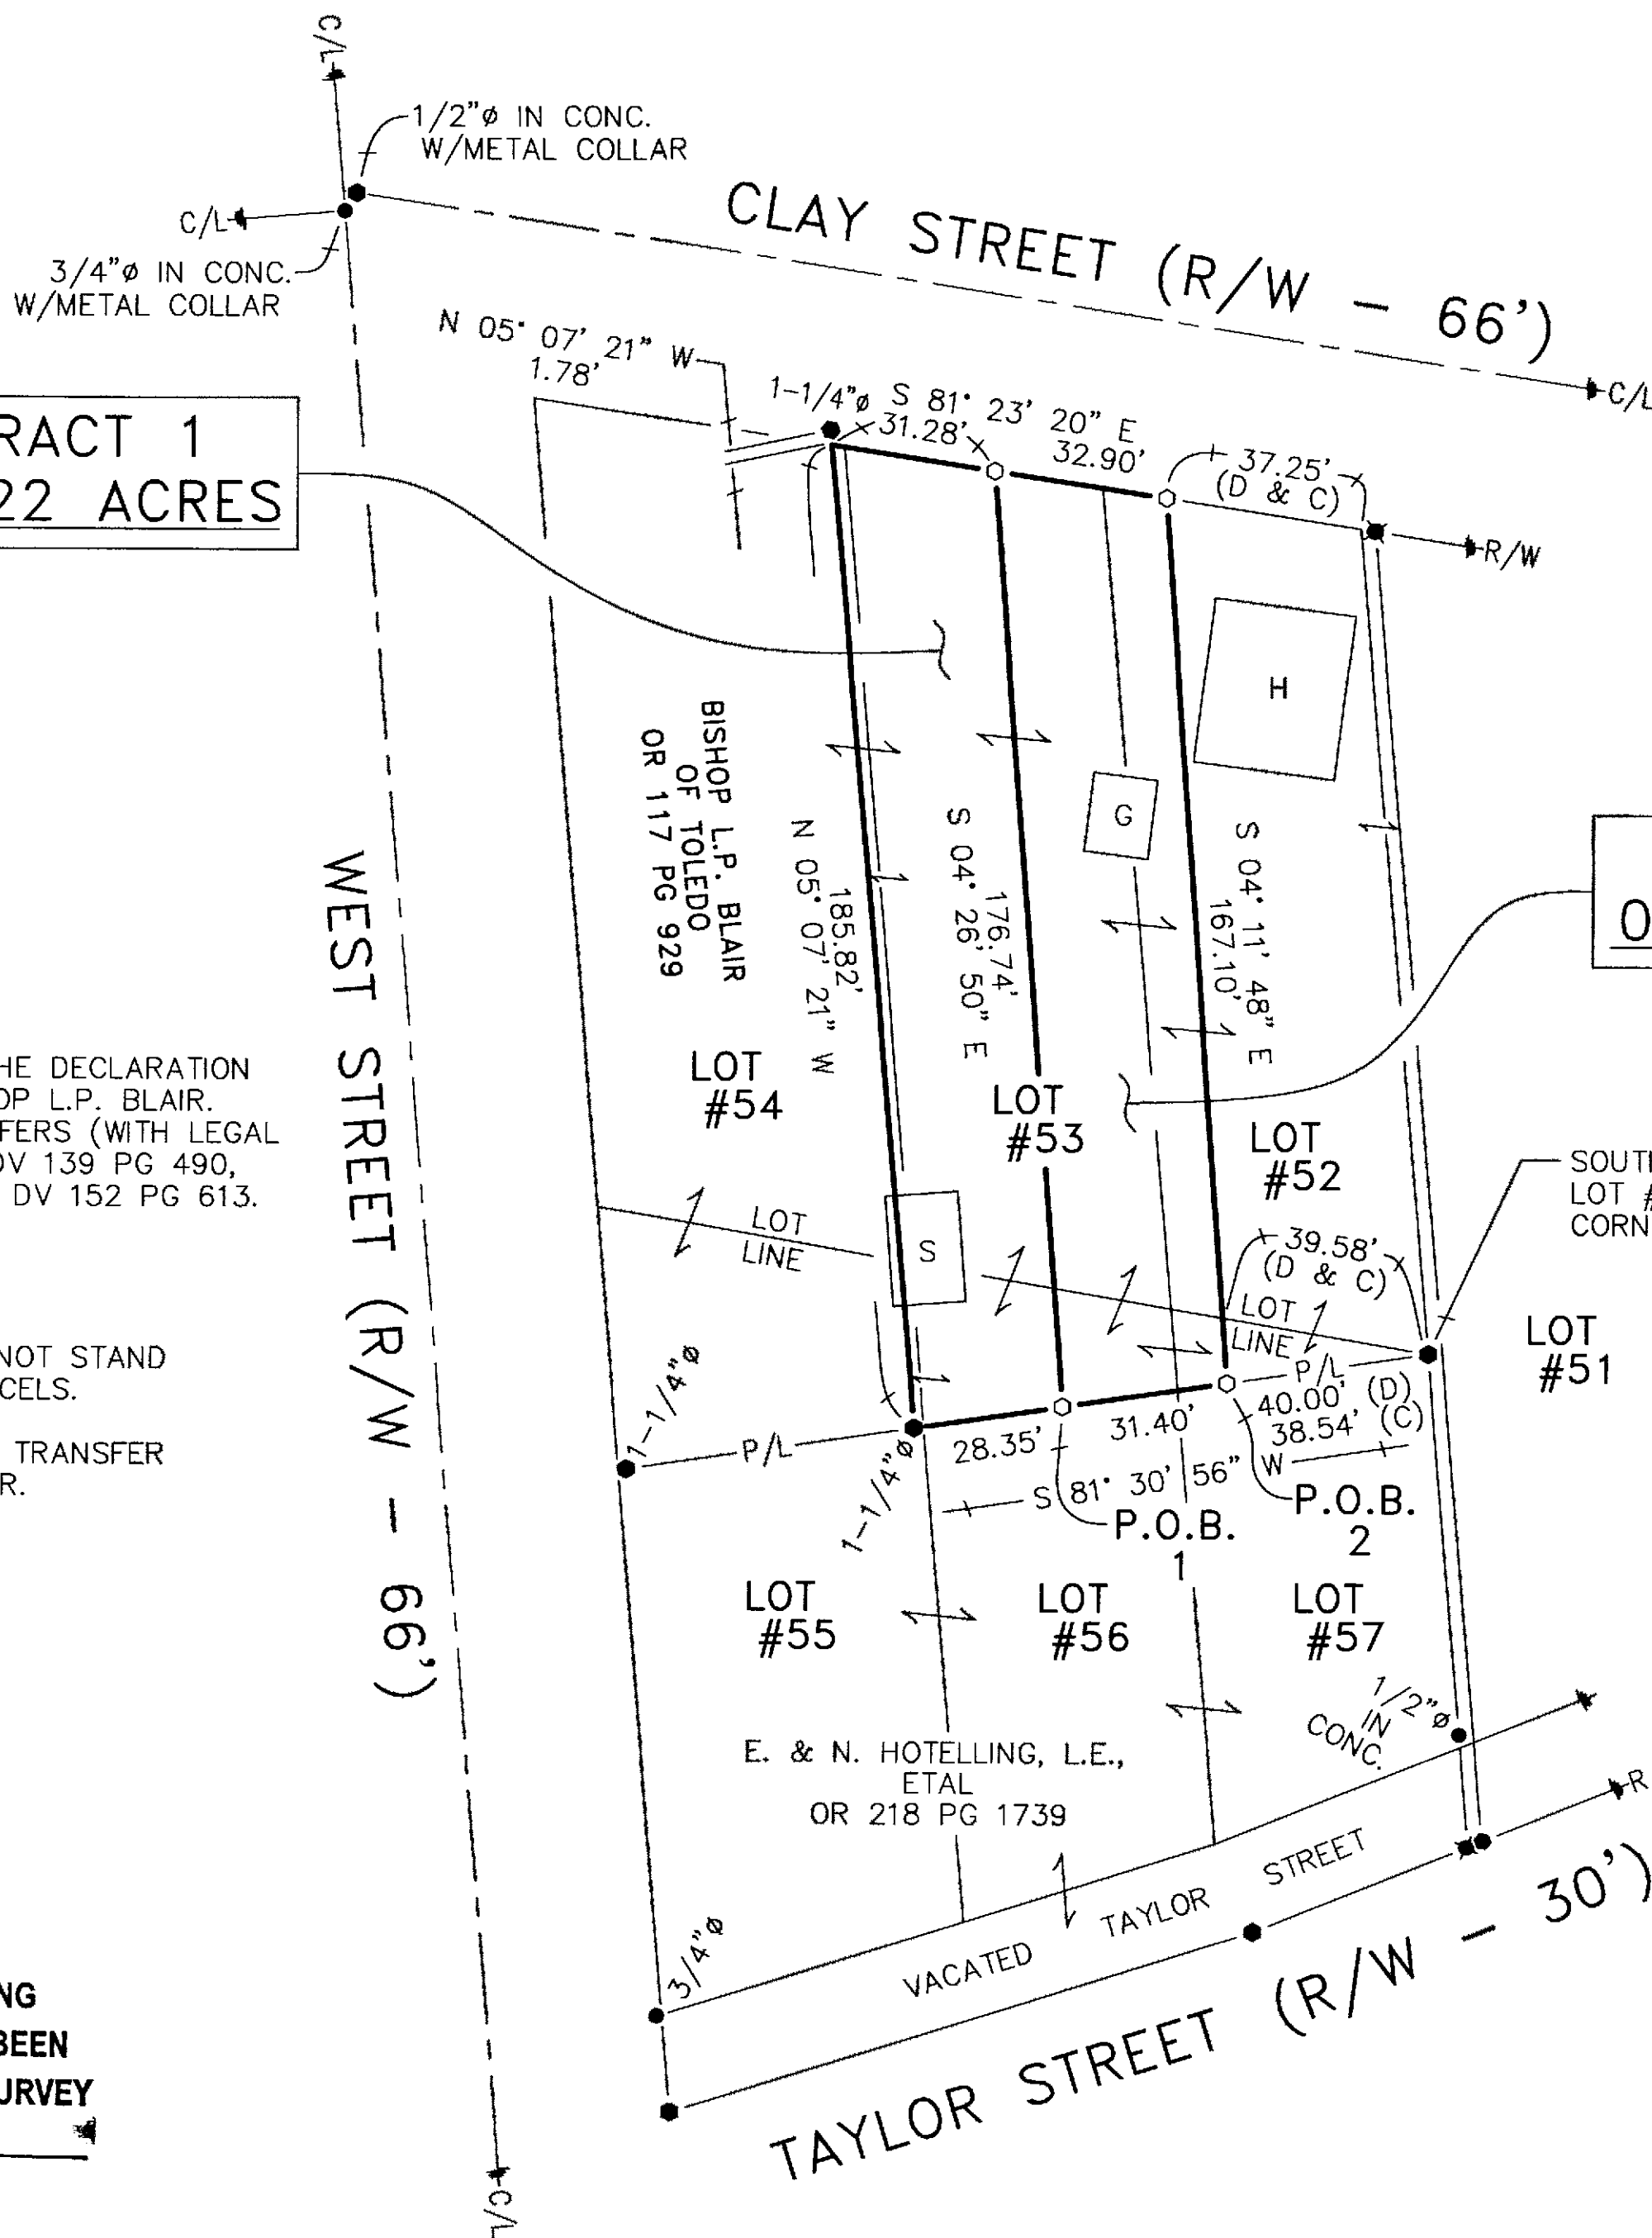 C/L
1/2"ø IN CONC.
W/METAL COLLAR
C/L
3/4"ø IN CONC.
W/METAL COLLAR
CLAY STREET (R/W - 66')
C/L
N 05° 07' 21" W
1.78'
1-1/4"ø
S 81° 23' 20" E
31.28'
32.90'
37.25'
(D & C)
R/W
RACT 1
22 ACRES
H
G
BISHOP L.P. BLAIR
OF TOLEDO
OR 117 PG 929
185.82'
N 05° 07' 21" W
176.74'
S 04° 26' 50" E
S 04° 11' 48" E
167.10'
0
WEST STREET (R/W - 66')
LOT
#54
LOT
#53
LOT
#52
HE DECLARATION
OP L.P. BLAIR.
FERS (WITH LEGAL
DV 139 PG 490,
DV 152 PG 613.
SOUTH
LOT #
CORN
LOT
LINE
S
39.58'
(D & C)
LOT
LINE
LOT
#51
NOT STAND
CELS.
TRANSFER
R.
1-1/4"ø
P/L
P/L
1-1/4"ø
28.35'
31.40'
40.00' (D)
38.54' (C)
S 81° 30' 56" W
P.O.B.
1
P.O.B.
2
LOT
#55
LOT
#56
LOT
#57
1/2"ø
IN
CONC.
E. & N. HOTELLING, L.E.,
ETAL
OR 218 PG 1739
R
3/4"ø
VACATED TAYLOR STREET
TAYLOR STREET (R/W - 30')
NG
BEEN
URVEY
C/L